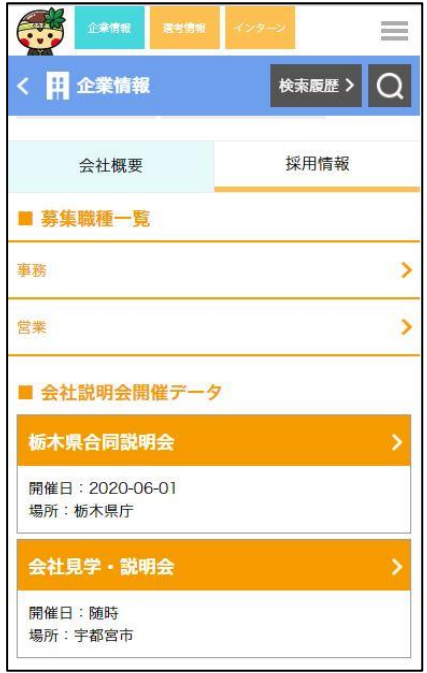 企業情報 選考情報 インターン
企業情報 検索履歴
会社概要 採用情報
■ 募集職種一覧
事務
営業
■ 会社説明会開催データ
栃木県合同説明会
開催日：2020-06-01
場所：栃木県庁
会社見学・説明会
開催日：随時
場所：宇都宮市